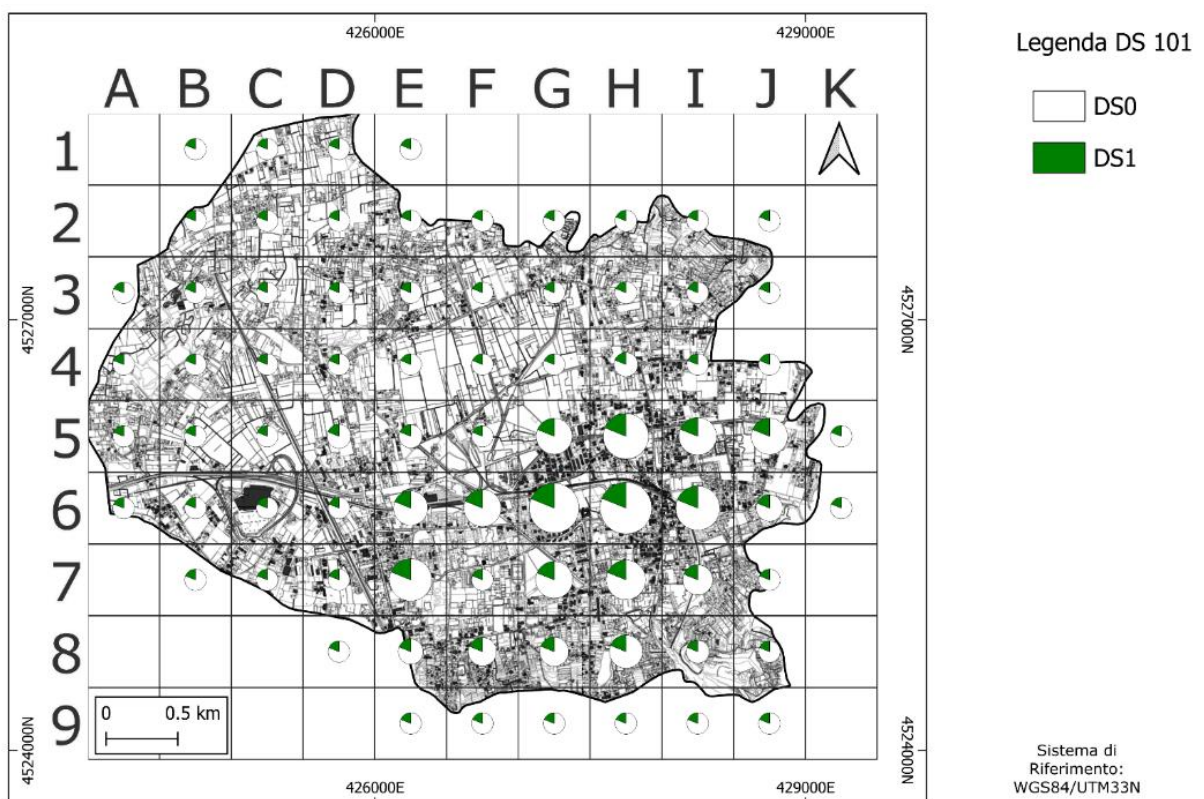 426000E
429000E
Legenda DS 101
A B C D E F G H I J K
DS0
DS1
1
2
3
4527000N
4527000N
4
5
6
7
8
9
0 0.5 km
4524000N
4524000N
Sistema di
Riferimento:
WGS84/UTM33N
426000E
429000E